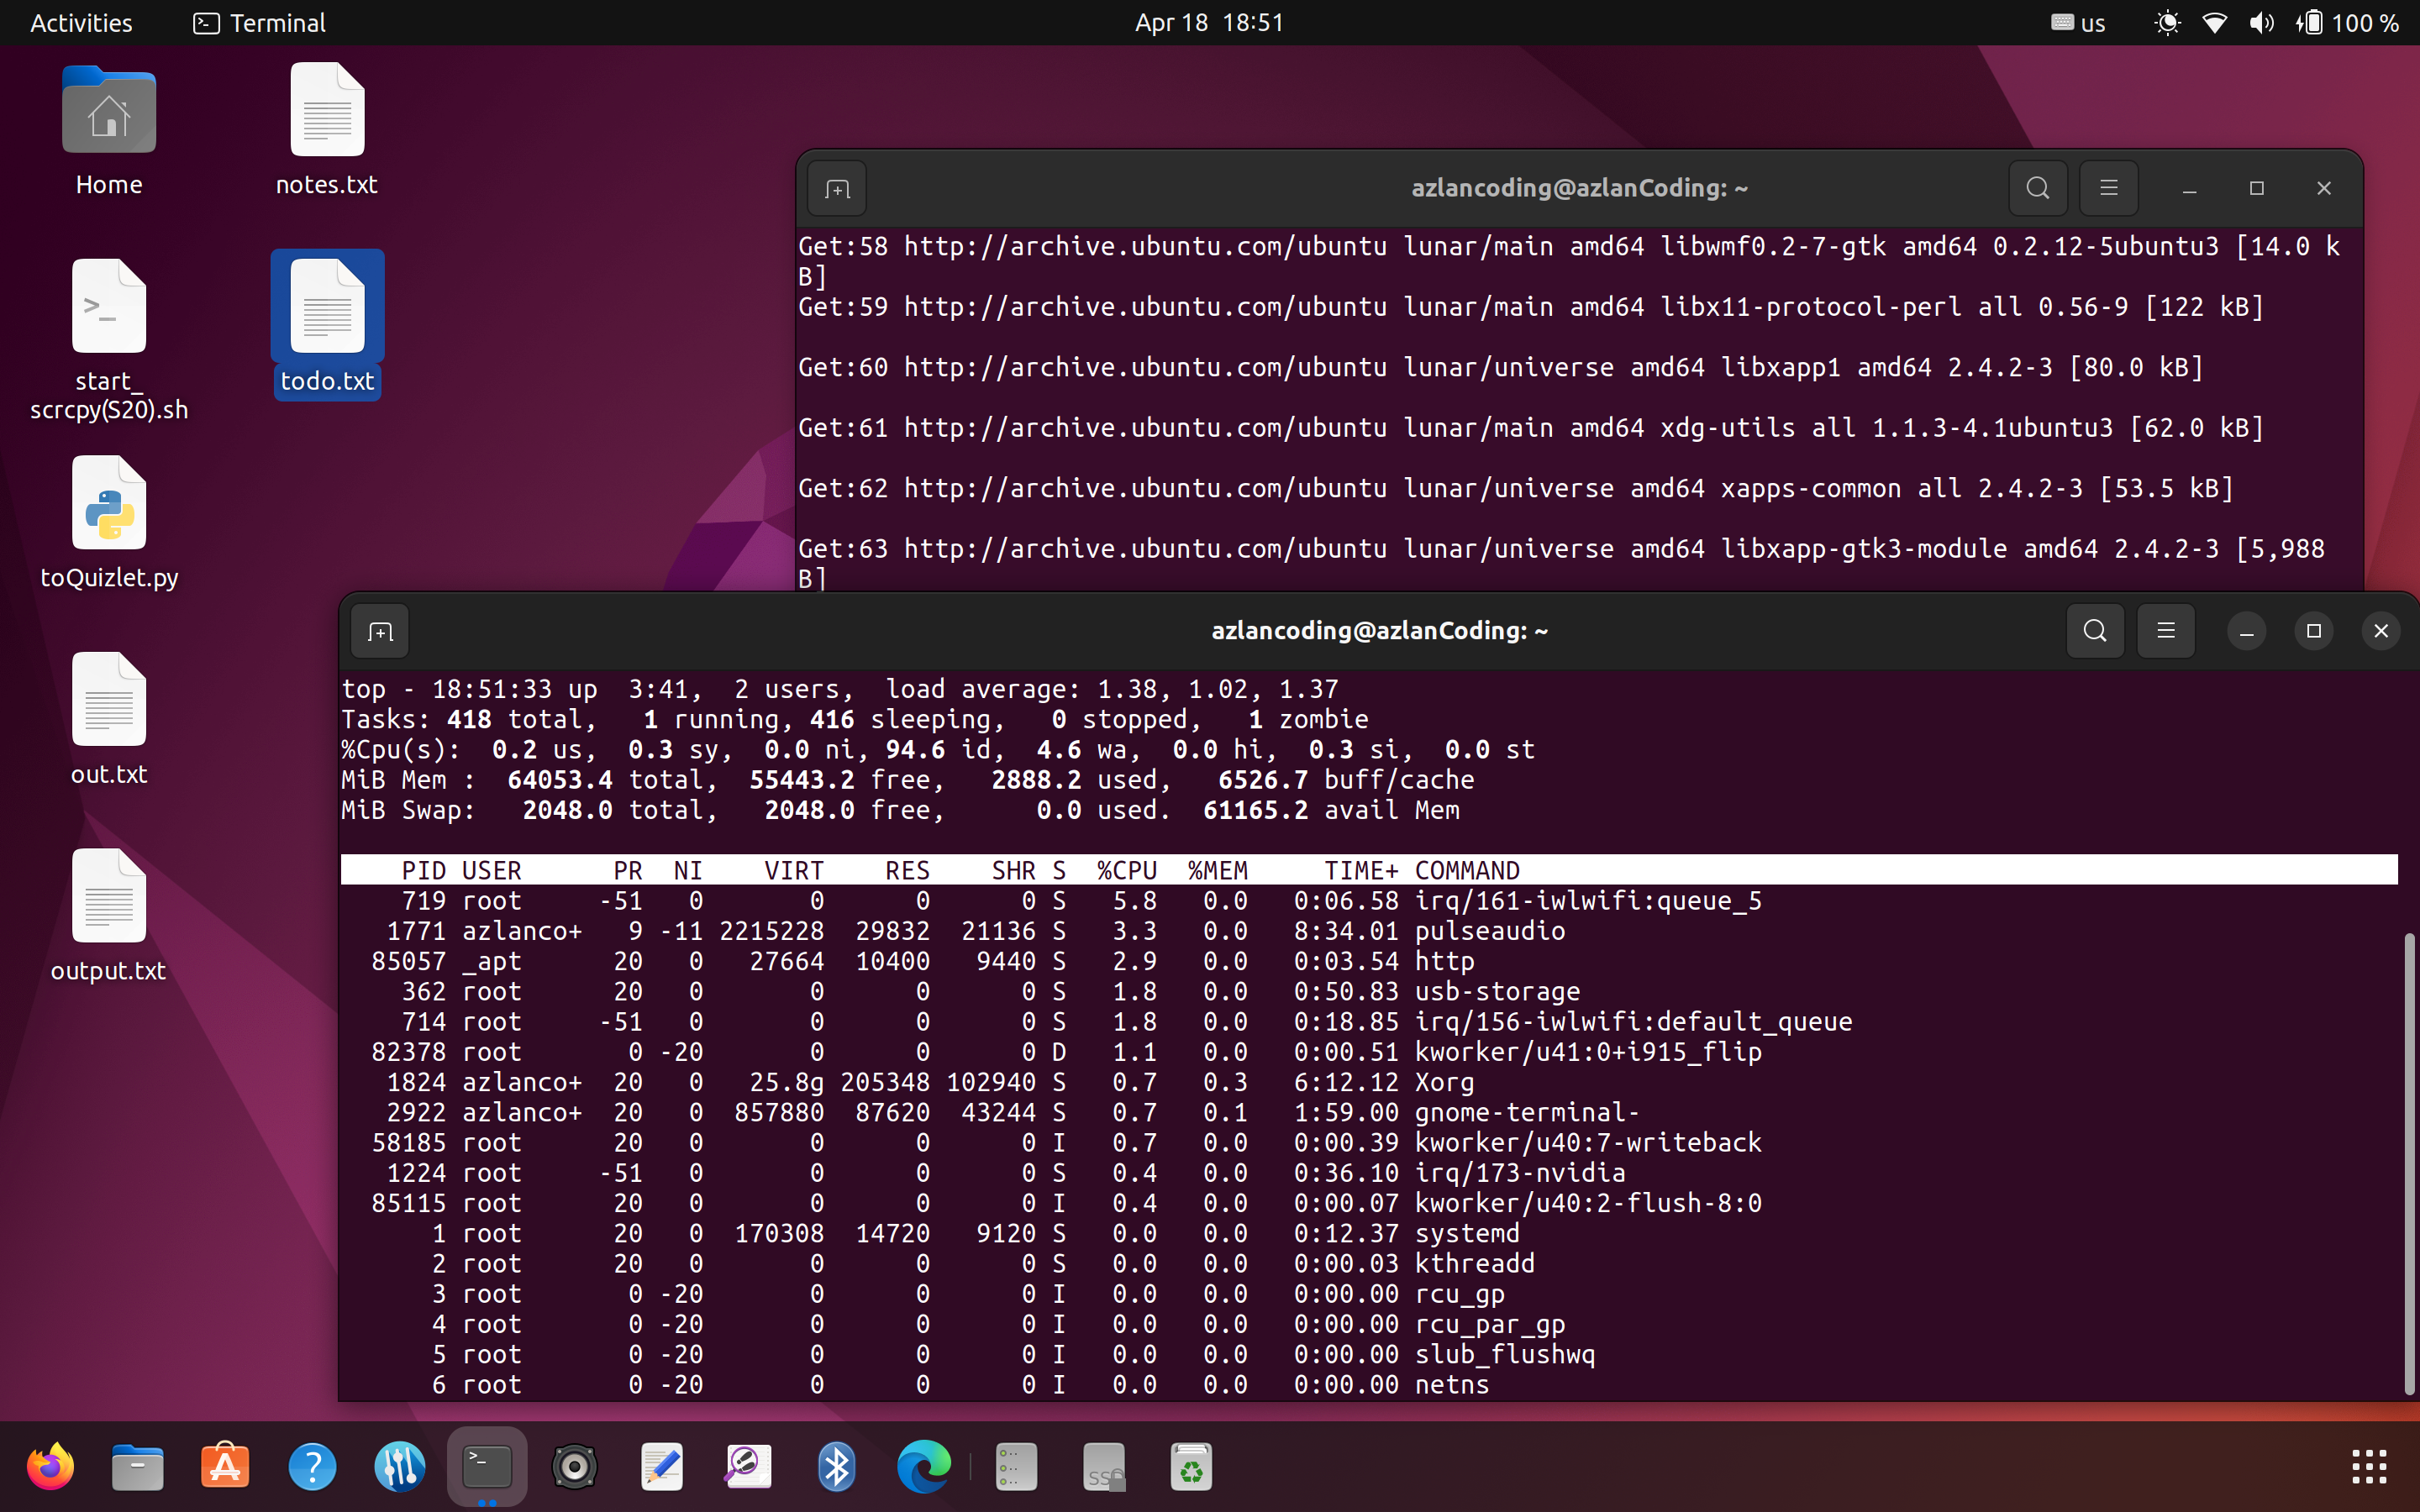 Activities
Terminal
Apr 18 18:51
us
100 %
Home
notes.txt
start_
scrcpy(S20).sh
todo.txt
toQuizlet.py
out.txt
output.txt
azlancoding@azlanCoding: ~
Get:58 http://archive.ubuntu.com/ubuntu lunar/main amd64 libwmf0.2-7-gtk amd64 0.2.12-5ubuntu3 [14.0 k
B]
Get:59 http://archive.ubuntu.com/ubuntu lunar/main amd64 libx11-protocol-perl all 0.56-9 [122 kB]
Get:60 http://archive.ubuntu.com/ubuntu lunar/universe amd64 libxapp1 amd64 2.4.2-3 [80.0 kB]
Get:61 http://archive.ubuntu.com/ubuntu lunar/main amd64 xdg-utils all 1.1.3-4.1ubuntu3 [62.0 kB]
Get:62 http://archive.ubuntu.com/ubuntu lunar/universe amd64 xapps-common all 2.4.2-3 [53.5 kB]
Get:63 http://archive.ubuntu.com/ubuntu lunar/universe amd64 libxapp-gtk3-module amd64 2.4.2-3 [5,988
B]
azlancoding@azlanCoding: ~
top - 18:51:33 up  3:41,  2 users,  load average: 1.38, 1.02, 1.37
Tasks: 418 total,   1 running, 416 sleeping,   0 stopped,   1 zombie
%Cpu(s):  0.2 us,  0.3 sy,  0.0 ni, 94.6 id,  4.6 wa,  0.0 hi,  0.3 si,  0.0 st
MiB Mem :  64053.4 total,  55443.2 free,   2888.2 used,   6526.7 buff/cache
MiB Swap:   2048.0 total,   2048.0 free,      0.0 used.  61165.2 avail Mem
PID USER      PR  NI    VIRT    RES    SHR S  %CPU  %MEM     TIME+ COMMAND
719 root     -51   0       0      0      0 S   5.8   0.0   0:06.58 irq/161-iwlwifi:queue_5
1771 azlanco+   9 -11 2215228  29832  21136 S   3.3   0.0   8:34.01 pulseaudio
85057 _apt      20   0   27664  10400   9440 S   2.9   0.0   0:03.54 http
362 root      20   0       0      0      0 S   1.8   0.0   0:50.83 usb-storage
714 root     -51   0       0      0      0 S   1.8   0.0   0:18.85 irq/156-iwlwifi:default_queue
82378 root       0 -20       0      0      0 D   1.1   0.0   0:00.51 kworker/u41:0+i915_flip
1824 azlanco+  20   0   25.8g 205348 102940 S   0.7   0.3   6:12.12 Xorg
2922 azlanco+  20   0  857880  87620  43244 S   0.7   0.1   1:59.00 gnome-terminal-
58185 root      20   0       0      0      0 I   0.7   0.0   0:00.39 kworker/u40:7-writeback
1224 root     -51   0       0      0      0 S   0.4   0.0   0:36.10 irq/173-nvidia
85115 root      20   0       0      0      0 I   0.4   0.0   0:00.07 kworker/u40:2-flush-8:0
1 root      20   0  170308  14720   9120 S   0.0   0.0   0:12.37 systemd
2 root      20   0       0      0      0 S   0.0   0.0   0:00.03 kthreadd
3 root       0 -20       0      0      0 I   0.0   0.0   0:00.00 rcu_gp
4 root       0 -20       0      0      0 I   0.0   0.0   0:00.00 rcu_par_gp
5 root       0 -20       0      0      0 I   0.0   0.0   0:00.00 slub_flushwq
6 root       0 -20       0      0      0 I   0.0   0.0   0:00.00 netns